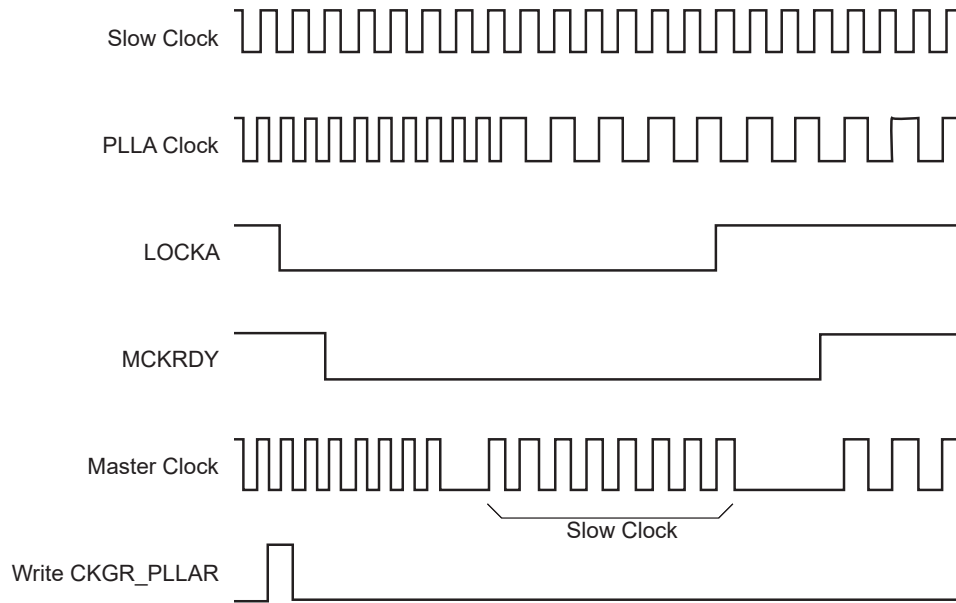 Slow Clock
PLLA Clock
LOCKA
MCKRDY
Master Clock
Slow Clock
Write CKGR_PLLAR